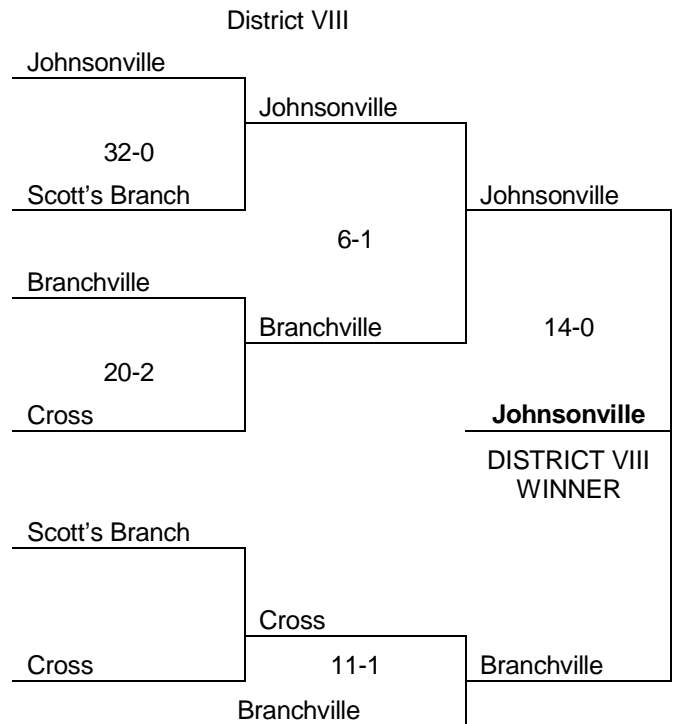 District VIII
Johnsonville
Johnsonville
32-0
Scott's Branch
Johnsonville
6-1
Branchville
Branchville
14-0
20-2
Cross
Johnsonville
DISTRICT VIII
WINNER
Scott's Branch
Cross
Cross
11-1
Branchville
Branchville